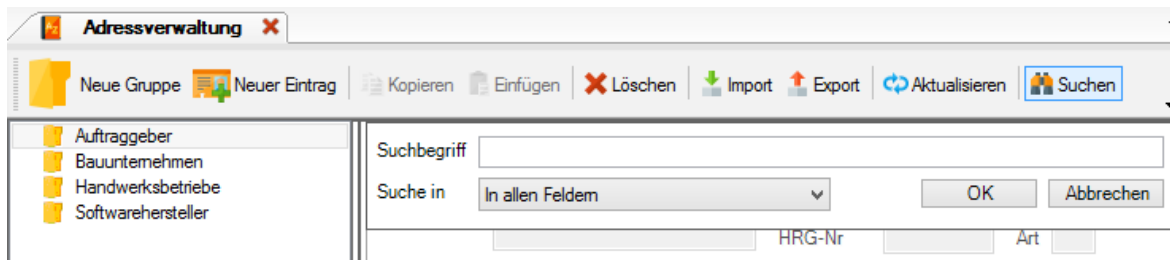 Adressverwaltung
Neue Gruppe Neuer Eintrag Kopieren Einfügen Löschen Import Export Aktualisieren Suchen
Auftraggeber
Bauunternehmen
Handwerksbetriebe
Softwarehersteller
Suchbegriff
Suche in In allen Feldern OK Abbrechen
HRG-Nr Art